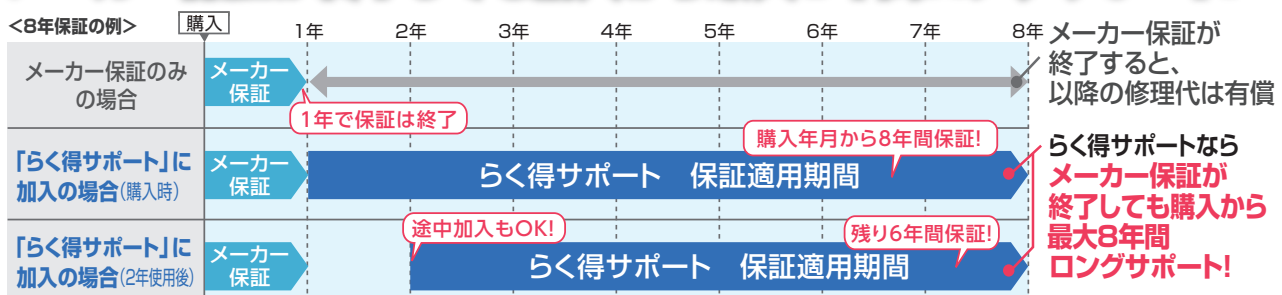 <8年保証の例>
購入
1年 2年 3年 4年 5年 6年 7年 8年
メーカー保証のみ
の場合
メーカー
保証
1年で保証は終了
メーカー保証が
終了すると、
以降の修理代は有償
「らく得サポート」に
加入の場合(購入時)
メーカー
保証
らく得サポート 保証適用期間
購入年月から8年間保証!
らく得サポートなら
メーカー保証が
終了しても購入から
最大8年間
ロングサポート!
「らく得サポート」に
加入の場合(2年使用後)
メーカー
保証
途中加入もOK!
らく得サポート 保証適用期間
残り6年間保証!